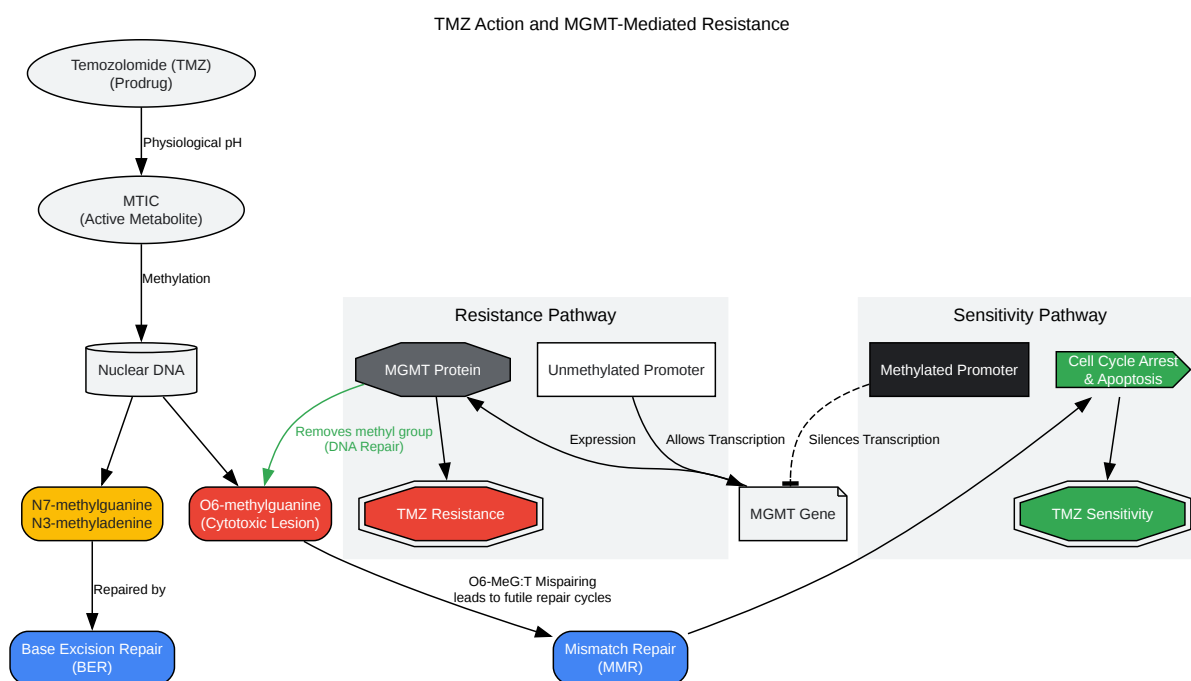 TMZ Action and MGMT-Mediated Resistance
Temozolomide (TMZ)
(Prodrug)
Physiological pH
MTIC
(Active Metabolite)
Methylation
Resistance Pathway
Sensitivity Pathway
Nuclear DNA
MGMT Protein
Unmethylated Promoter
Methylated Promoter
Cell Cycle Arrest
& Apoptosis
Removes methyl group
(DNA Repair)
Expression
Allows Transcription
Silences Transcription
N7-methylguanine
N3-methyladenine
O6-methylguanine
(Cytotoxic Lesion)
TMZ Resistance
MGMT Gene
TMZ Sensitivity
Repaired by
O6-MeG:T Mispairing
leads to futile repair cycles
Base Excision Repair
(BER)
Mismatch Repair
(MMR)